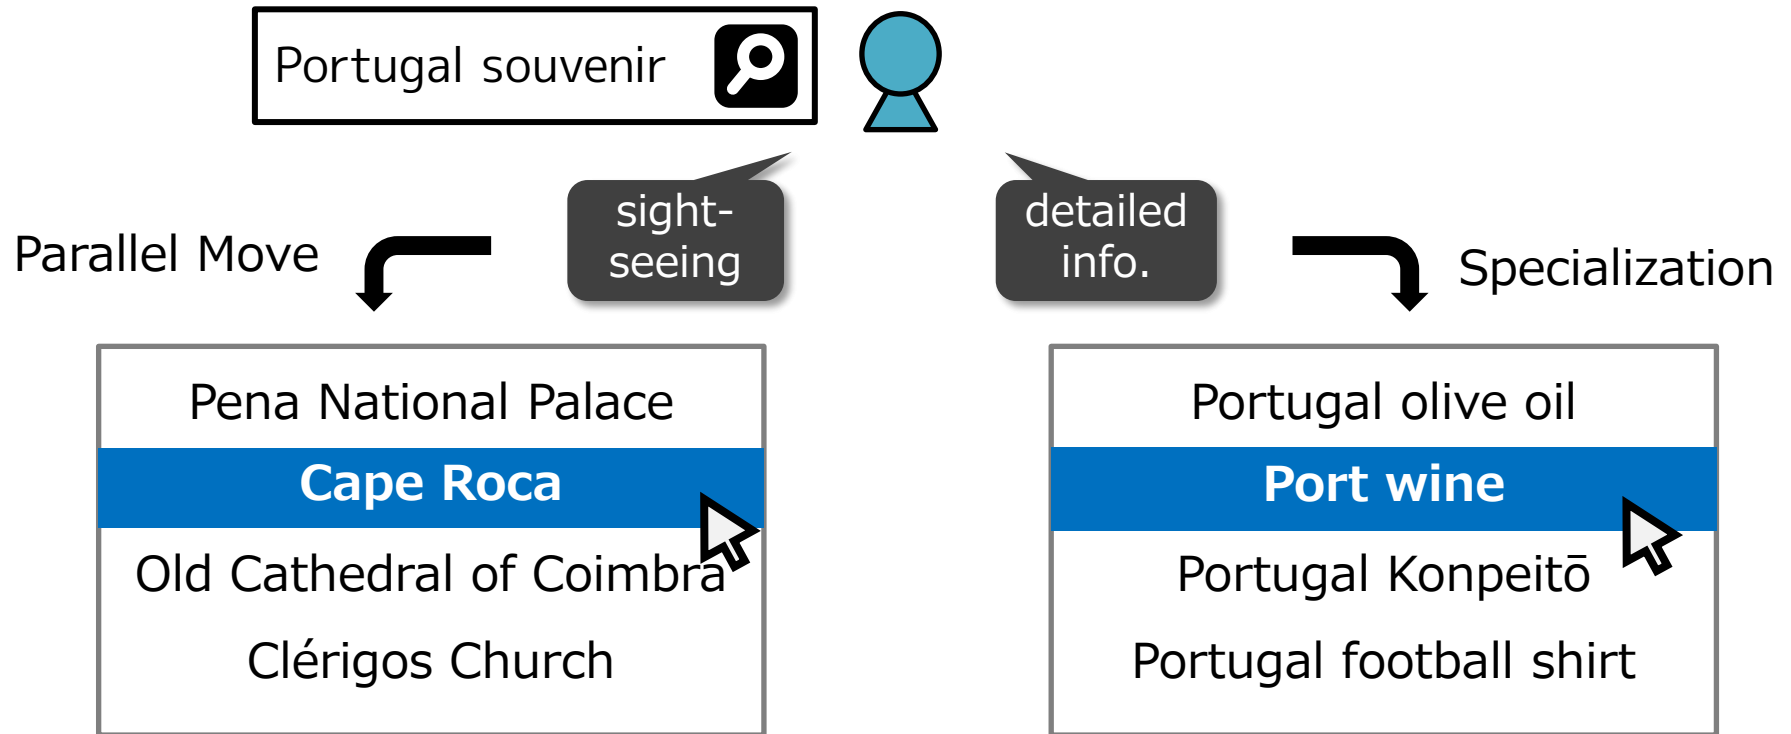 Portugal souvenir
sight-
seeing
detailed
info.
Parallel Move
Specialization
Pena National Palace
Cape Roca
Old Cathedral of Coimbra
Clérigos Church
Portugal olive oil
Port wine
Portugal Konpeitō
Portugal football shirt